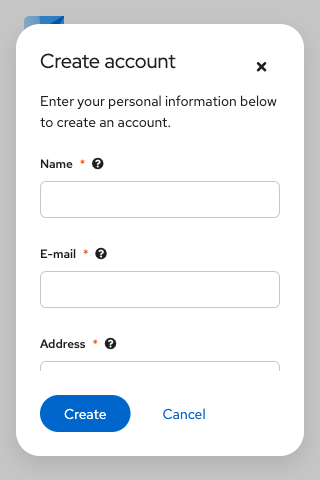 Create account
Enter your personal information below
to create an account.
Name *
E-mail *
Address *
Create
Cancel